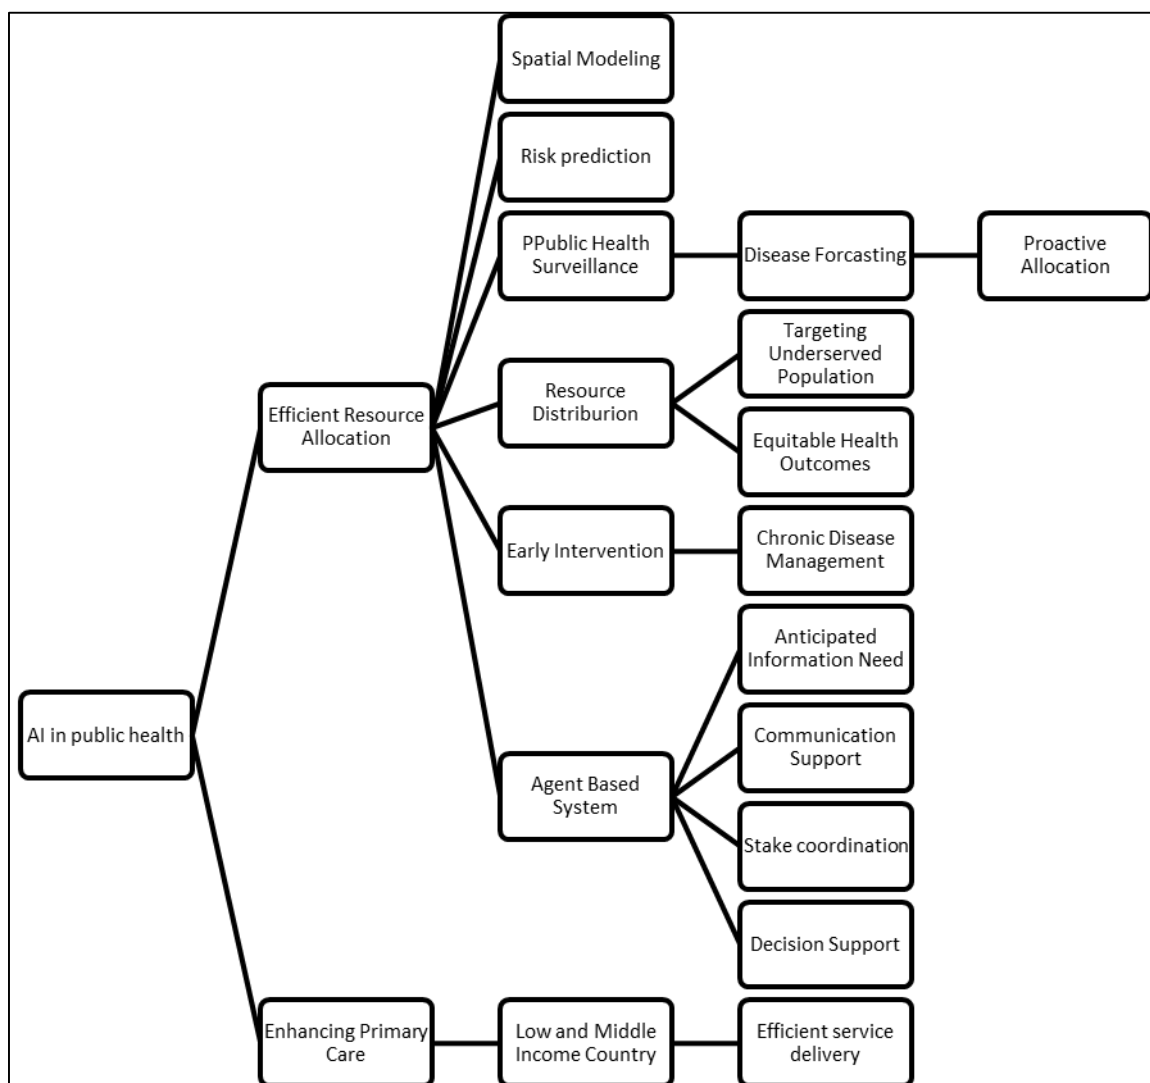 Spatial Modeling
Risk prediction
PPublic Health
Surveillance
Disease Forcasting
Proactive
Allocation
Targeting
Underserved
Population
Efficient Resource
Allocation
Resource
Distriburion
Equitable Health
Outcomes
Early Intervention
Chronic Disease
Management
Anticipated
Information Need
AI in public health
Communication
Support
Agent Based
System
Stake coordination
Decision Support
Enhancing Primary
Care
Low and Middle
Income Country
Efficient service
delivery